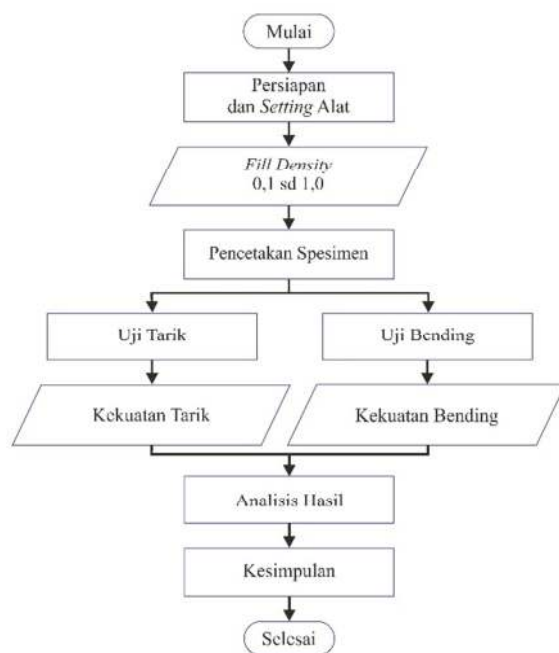 Mulai
Persiapan
dan Setting Alat
Fill Density
0,1 sd 1,0
Pencetakan Spesimen
Uji Tarik
Uji Bending
Kekuatan Tarik
Kekuatan Bending
Analisis Hasil
Kesimpulan
Selesai